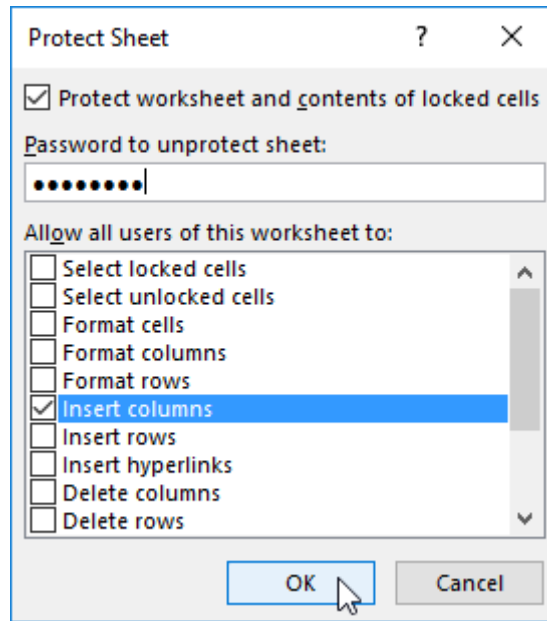 Protect Sheet ?
Protect worksheet and contents of locked cells
Password to unprotect sheet:
••••••••
Allow all users of this worksheet to:
Select locked cells
Select unlocked cells
Format cells
Format columns
Format rows
Insert columns
Insert rows
Insert hyperlinks
Delete columns
Delete rows
OK Cancel